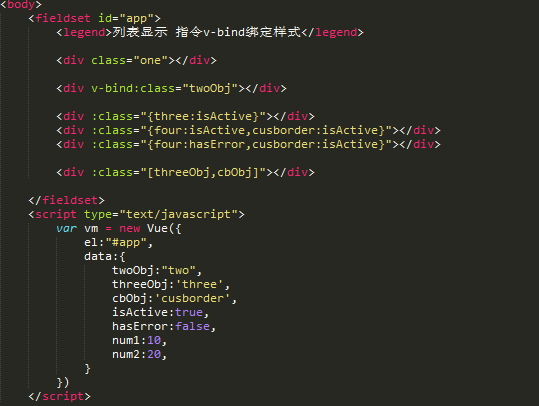 <body>
<fieldset id="app">
<legend>列表显示 指令v-bind绑定样式</legend>
<div class="one"></div>
<div v-bind:class="twoObj"></div>
<div :class="{three:isActive}"></div>
<div :class="{four:isActive,cusborder:isActive}"></div>
<div :class="{four:hasError,cusborder:isActive}"></div>
<div :class="[threeObj,cbObj]"></div>
</fieldset>
<script type="text/javascript">
var vm = new Vue({
el:"#app",
data:{
twoObj:"two",
threeObj:'three',
cbObj:'cusborder',
isActive:true,
hasError:false,
num1:10,
num2:20,
}
})
</script>